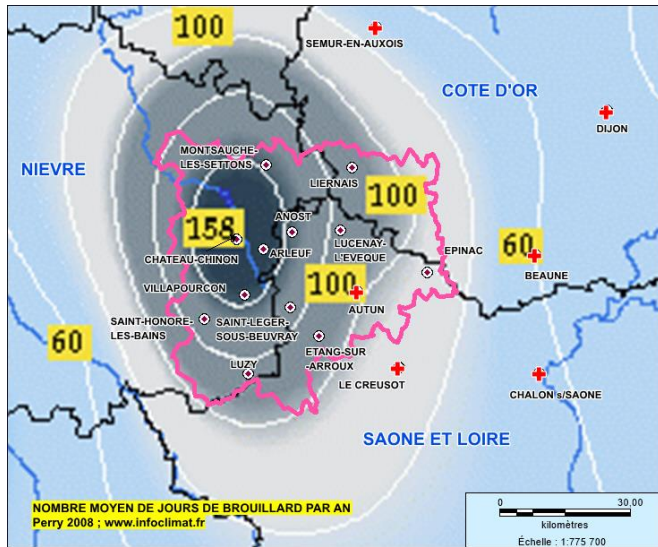 100
SEMUR-EN-AUXOIS
COTE D'OR
DIJON
NIEVRE
MONTSAUCHE-
LES-SETTONS
LIERNAIS
100
158
ANOST
LUCENAY-
L'EVEQUE
EPINAC
60
CHATEAU-CHINON
ARLEUF
BEAUNE
VILLAPOURCON
100
AUTUN
SAINT-HONORE-
LES-BAINS
SAINT-LEGER-
SOUS-BEUVRAY
60
ETANG-SUR
-ARROUX
LUZY
LE CREUSOT
CHALON s/SAONE
SAONE ET LOIRE
NOMBRE MOYEN DE JOURS DE BROUILLARD PAR AN
Perry 2008 ; www.infoclimat.fr
0 30,00
kilomètres
Échelle : 1:775 700